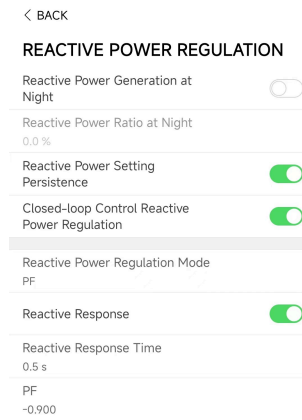 < BACK
REACTIVE POWER REGULATION
Reactive Power Generation at
Night
Reactive Power Ratio at Night
0.0 %
Reactive Power Setting
Persistence
Closed-loop Control Reactive
Power Regulation
Reactive Power Regulation Mode
PF
Reactive Response
Reactive Response Time
0.5 s
PF
-0.900